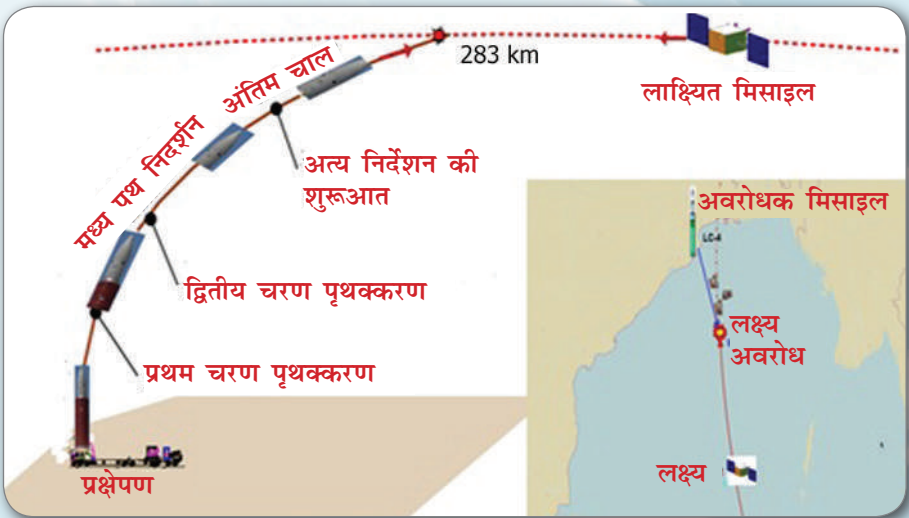 283 km
लाक्ष्यित मिसाइल
मध्य पथ निदर्शन
अंतिम चाल
अत्य निर्देशन की
शुरूआत
द्वितीय चरण पृथक्करण
प्रथम चरण पृथक्करण
प्रक्षेपण
अवरोधक मिसाइल
LC-4
लक्ष्य
अवरोध
लक्ष्य